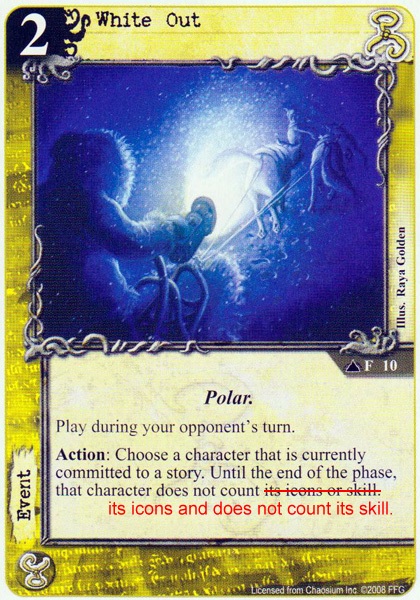 2 White Out
Illus. Raya Golden
F 10
Polar.
Play during your opponent's turn.
Action: Choose a character that is currently
committed to a story. Until the end of the phase,
that character does not count its icons or skill.
its icons and does not count its skill.
Event
Licensed from Chaosium Inc. ©2008 FFG